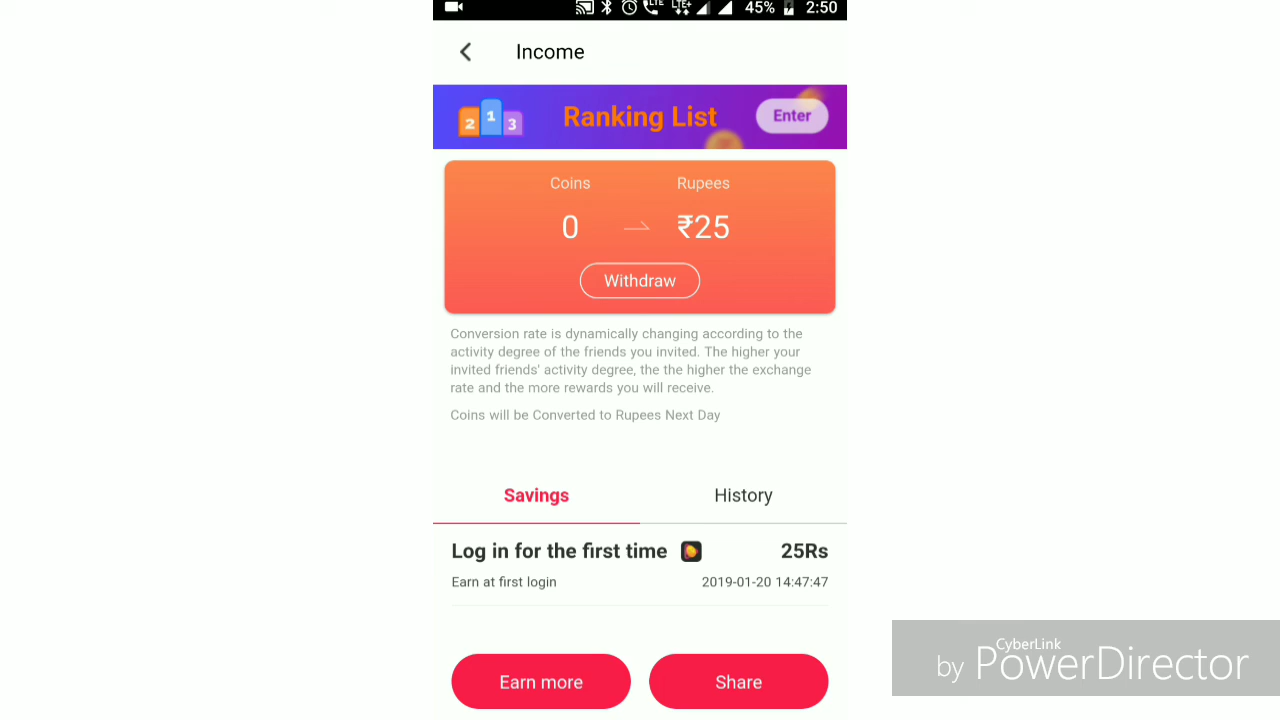 LTE LTE+ 45% 2:50
Income
2 1 3 Ranking List Enter
Coins Rupees
0 ₹25
Withdraw
Conversion rate is dynamically changing according to the
activity degree of the friends you invited. The higher your
invited friends' activity degree, the the higher the exchange
rate and the more rewards you will receive.
Coins will be Converted to Rupees Next Day
Savings History
Log in for the first time 25Rs
Earn at first login 2019-01-20 14:47:47
Earn more Share
CyberLink
by PowerDirector